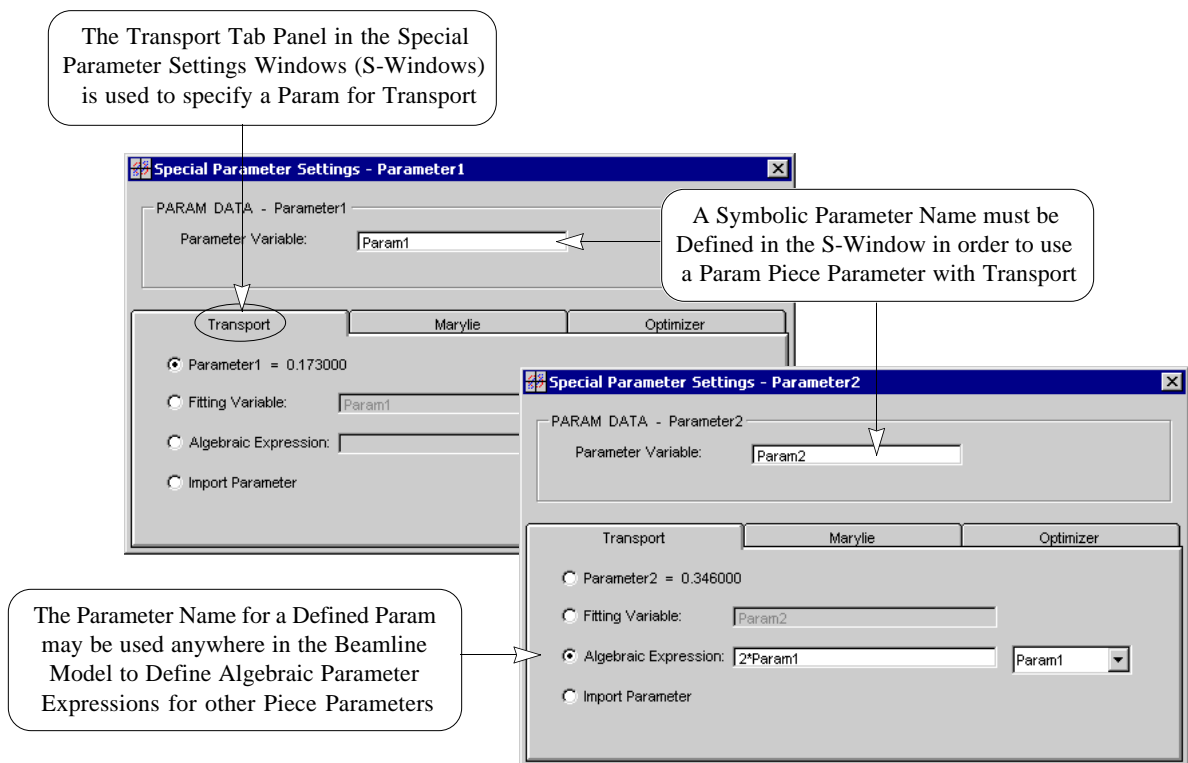 The Transport Tab Panel in the Special
Parameter Settings Windows (S-Windows)
is used to specify a Param for Transport
Special Parameter Settings - Parameter1
PARAM DATA - Parameter1
Parameter Variable:
Param1
A Symbolic Parameter Name must be
Defined in the S-Window in order to use
a Param Piece Parameter with Transport
Transport
Marylie
Optimizer
Parameter1 = 0.173000
Fitting Variable:
Param1
Algebraic Expression:
Import Parameter
Special Parameter Settings - Parameter2
PARAM DATA - Parameter2
Parameter Variable:
Param2
Transport
Marylie
Optimizer
Parameter2 = 0.346000
Fitting Variable:
Param2
Algebraic Expression:
2*Param1
Param1
Import Parameter
The Parameter Name for a Defined Param
may be used anywhere in the Beamline
Model to Define Algebraic Parameter
Expressions for other Piece Parameters